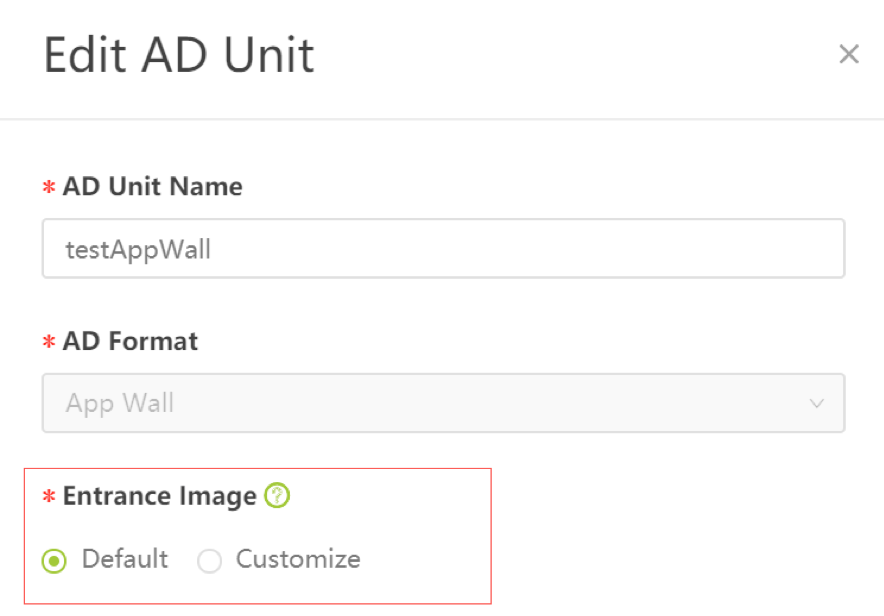 Edit AD Unit
* AD Unit Name
testAppWall
* AD Format
App Wall
* Entrance Image ?
Default Customize